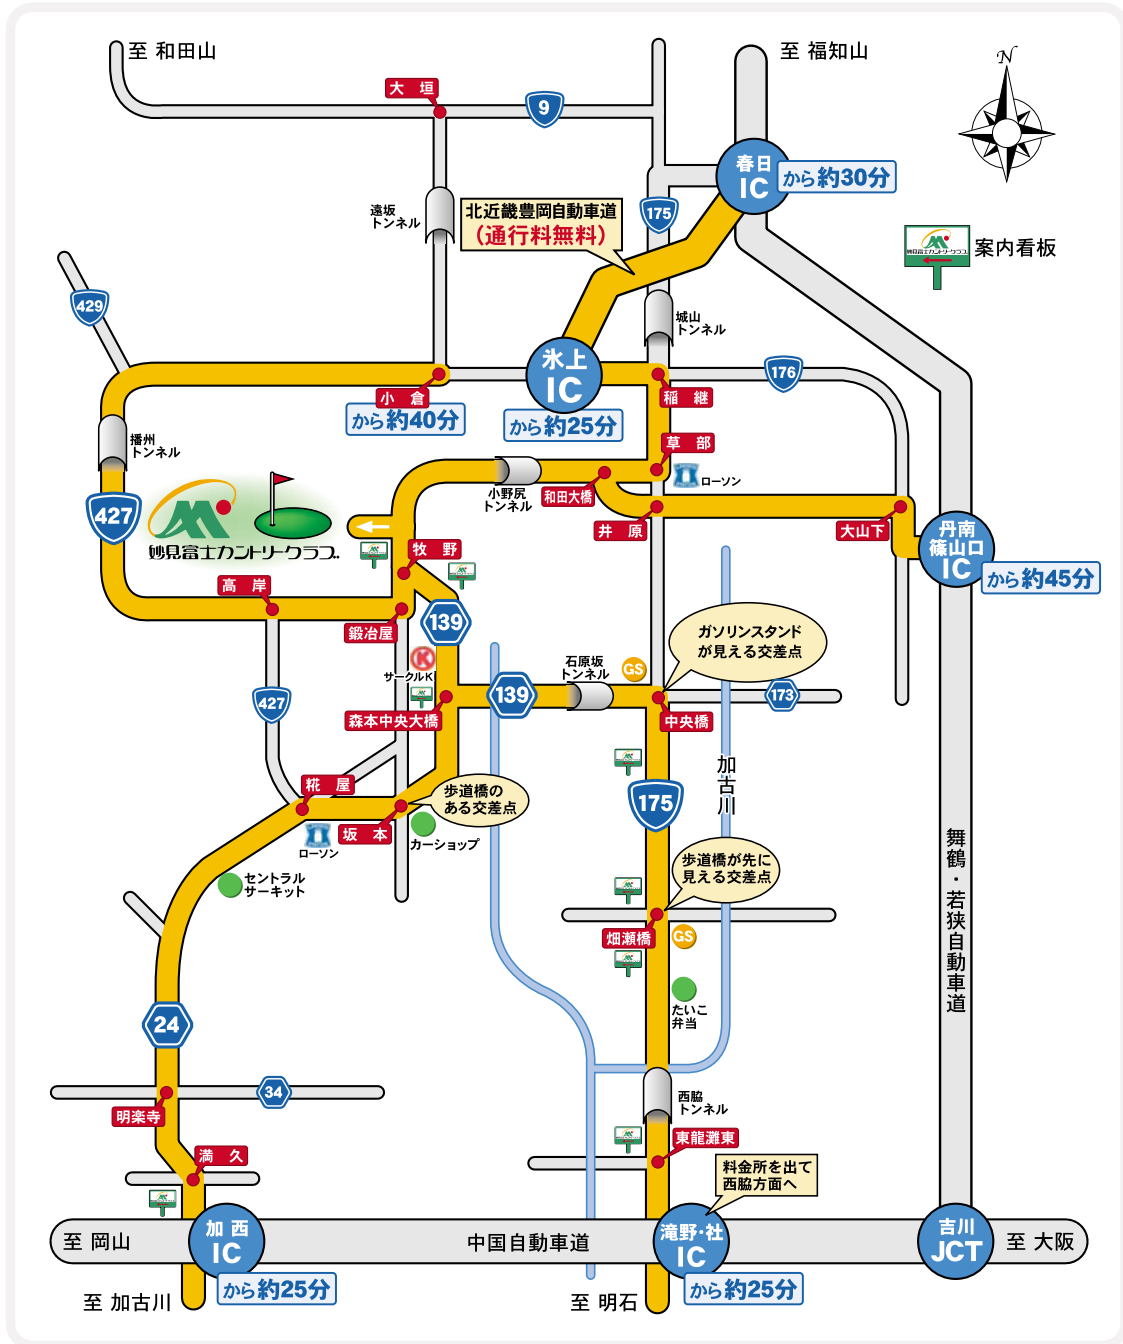 至 和田山
至 福知山
N
大 垣
9
春日
IC
から約30分
遠坂
トンネル
北近畿豊岡自動車道
(通行料無料)
175
妙見富士カントリークラブ
案内看板
429
城山
トンネル
氷上
IC
176
小 倉
から約40分
から約25分
稲 継
播州
トンネル
草 部
ローソン
小野尻
トンネル
和田大橋
427
井 原
大山下
丹南
篠山口
IC
から約45分
妙見富士カントリークラブ
牧 野
高 岸
鍛冶屋
139
ガソリンスタンド
が見える交差点
K
サークルK
石原坂
トンネル
GS
427
139
173
森本中央大橋
中央橋
加古川
糀 屋
歩道橋の
ある交差点
175
坂 本
カーショップ
ローソン
舞鶴・若狭自動車道
歩道橋が先に
見える交差点
セントラル
サーキット
畑瀬橋
GS
たいこ
弁当
24
34
明楽寺
西脇
トンネル
東龍灘東
満 久
料金所を出て
西脇方面へ
至 岡山
加 西
IC
中国自動車道
滝野・社
IC
吉川
JCT
至 大阪
から約25分
から約25分
至 加古川
至 明石